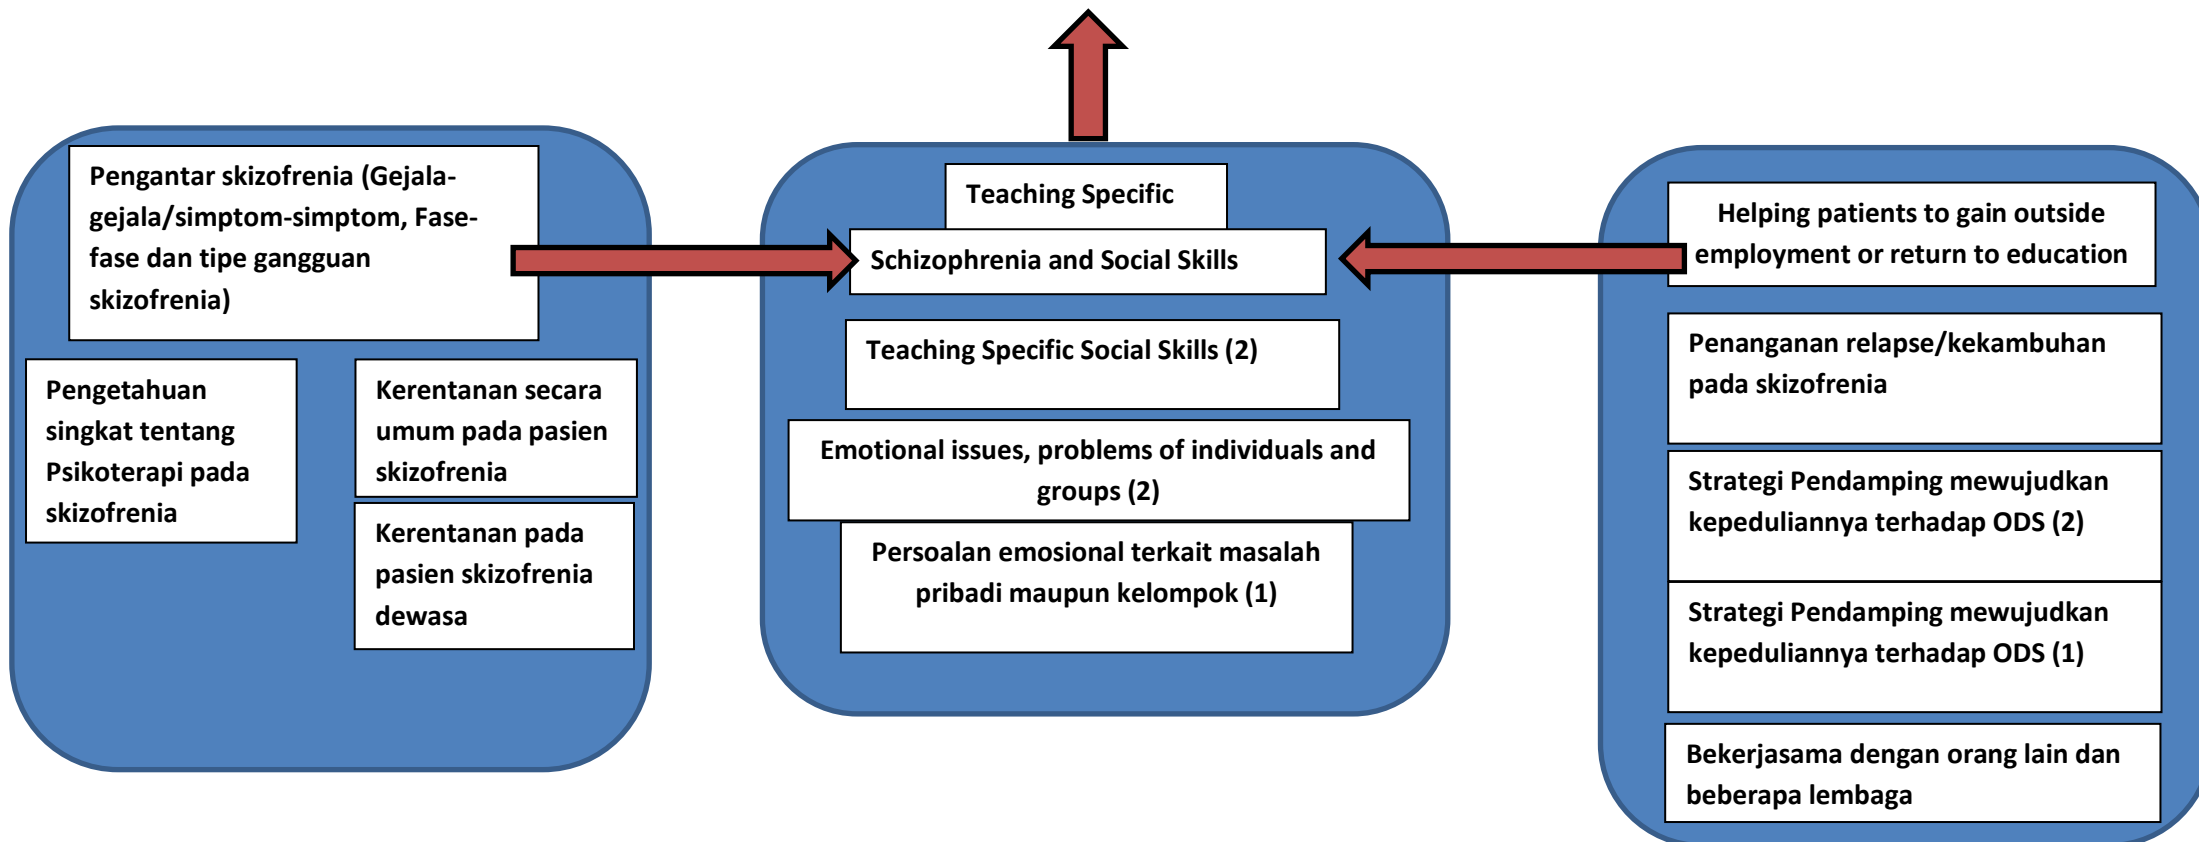 Pengantar skizofrenia (Gejala-
gejala/simptom-simptom, Fase-
fase dan tipe gangguan
skizofrenia)
Pengetahuan
singkat tentang
Psikoterapi pada
skizofrenia
Kerentanan secara
umum pada pasien
skizofrenia
Kerentanan pada
pasien skizofrenia
dewasa
Teaching Specific
Schizophrenia and Social Skills
Teaching Specific Social Skills (2)
Emotional issues, problems of individuals and
groups (2)
Persoalan emosional terkait masalah
pribadi maupun kelompok (1)
Helping patients to gain outside
employment or return to education
Penanganan relapse/kekambuhan
pada skizofrenia
Strategi Pendamping mewujudkan
kepeduliannya terhadap ODS (2)
Strategi Pendamping mewujudkan
kepeduliannya terhadap ODS (1)
Bekerjasama dengan orang lain dan
beberapa lembaga